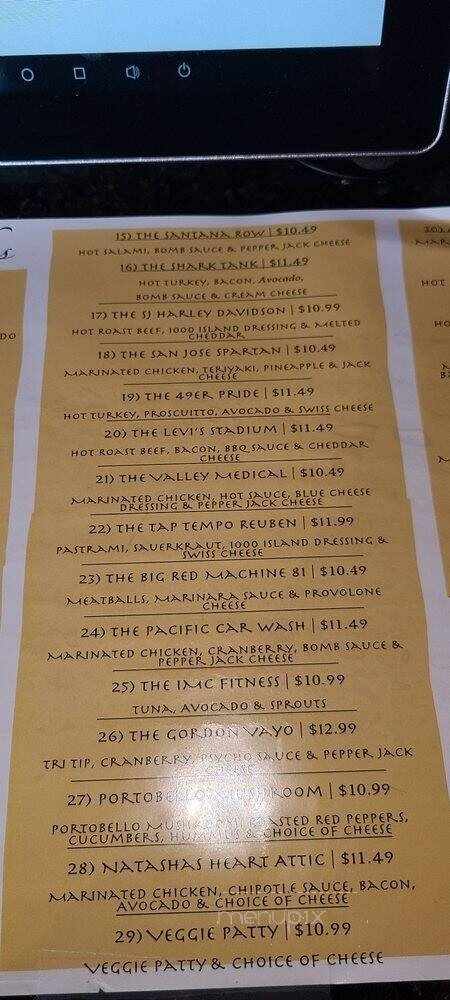 15) THE SANTANA ROW | $10.49
HOT SALAMI, BOMB SAUCE & PEPPER JACK CHEESE
16) THE SHARK TANK | $11.49
HOT TURKEY, BACON, Avocado,
BOMB SAUCE & CREAM CHEESE
17) THE SJ HARLEY DAVIDSON | $10.99
HOT ROAST BEEF, 1000 ISLAND DRESSING & MELTED
CHEDDAR
18) THE SAN JOSE SPARTAN | $10.49
MARINATED CHICKEN, TERIYAKI, PINEAPPLE & JACK
CHEESE
19) THE 49ER PRIDE | $11.49
HOT TURKEY, PROSCUITTO, AVOCADO & SWISS CHEESE
20) THE LEVI'S STADIUM | $11.49
HOT ROAST BEEF, BACON, BBQ SAUCE & CHEDDAR
CHEESE
21) THE VALLEY MEDICAL | $10.49
MARINATED CHICKEN, HOT SAUCE, BLUE CHEESE
DRESSING & PEPPER JACK CHEESE
22) THE TAP TEMPO REUBEN | $11.99
PASTRAMI, SAUERKRAUT, 1000 ISLAND DRESSING &
SWISS CHEESE
23) THE BIG RED MACHINE 81 | $10.49
MEATBALLS, MARINARA SAUCE & PROVOLONE
CHEESE
24) THE PACIFIC CAR WASH | $11.49
MARINATED CHICKEN, CRANBERRY, BOMB SAUCE &
PEPPER JACK CHEESE
25) THE IMC FITNESS | $10.99
TUNA, AVOCADO & SPROUTS
26) THE GORDON VAYO | $12.99
TRI TIP, CRANBERRY, PSYCHO SAUCE & PEPPER JACK
CHEESE
27) PORTOBELLO MUSHROOM | $10.99
PORTOBELLO MUSHROOM, ROASTED RED PEPPERS,
CUCUMBERS, HUMMUS & CHOICE OF CHEESE
28) NATASHAS HEART ATTIC | $11.49
MARINATED CHICKEN, CHIPOTLE SAUCE, BACON,
AVOCADO & CHOICE OF CHEESE
menupix
29) VEGGIE PATTY | $10.99
VEGGIE PATTY & CHOICE OF CHEESE